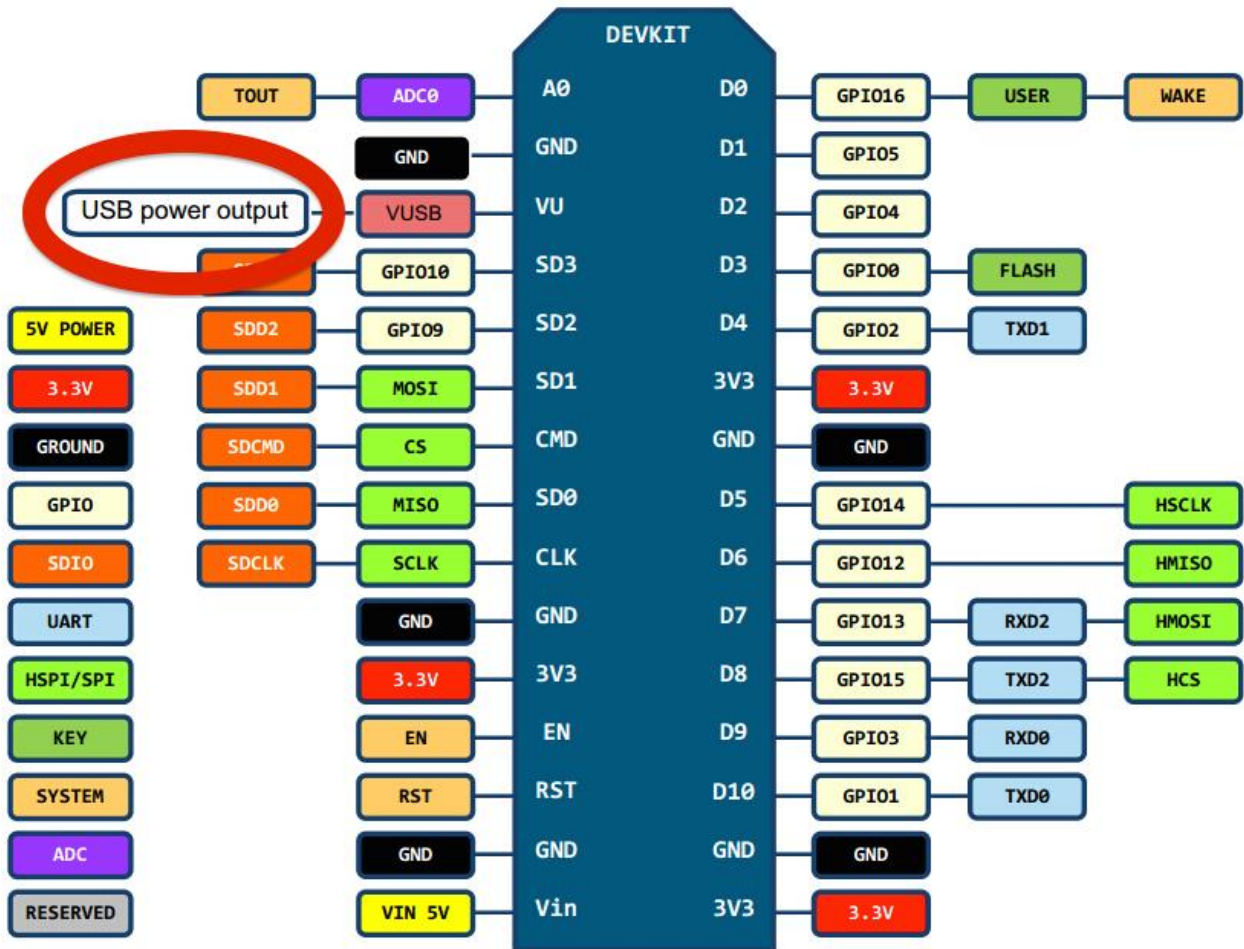 DEVKIT
TOUT ADC0 A0 D0 GPIO16 USER WAKE
GND GND D1 GPIO5
USB power output VUSB VU D2 GPIO4
GPIO10 SD3 D3 GPIO0 FLASH
5V POWER SDD2 GPIO9 SD2 D4 GPIO2 TXD1
3.3V SDD1 MOSI SD1 3V3 3.3V
GROUND SDCMD CS CMD GND GND
GPIO SDD0 MISO SD0 D5 GPIO14 HSCLK
SDIO SDCLK SCLK CLK D6 GPIO12 HMISO
UART GND GND D7 GPIO13 RXD2 HMOSI
HSPI/SPI 3.3V 3V3 D8 GPIO15 TXD2 HCS
KEY EN EN D9 GPIO3 RXD0
SYSTEM RST RST D10 GPIO1 TXD0
ADC GND GND GND GND
RESERVED VIN 5V Vin 3V3 3.3V